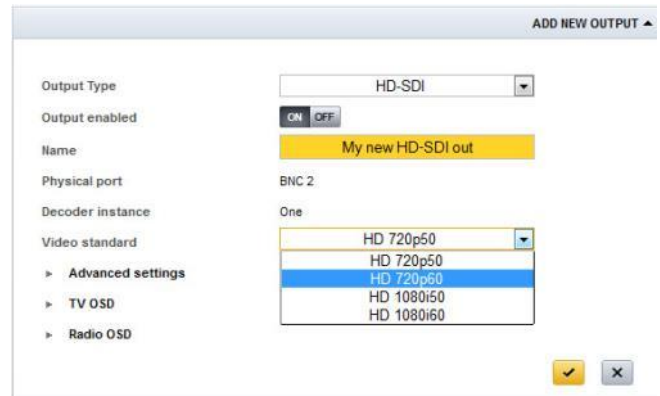 ADD NEW OUTPUT
Output Type HD-SDI
Output enabled ON OFF
Name My new HD-SDI out
Physical port BNC 2
Decoder instance One
Video standard HD 720p50
HD 720p50
Advanced settings HD 720p60
HD 1080i50
TV OSD HD 1080i60
Radio OSD